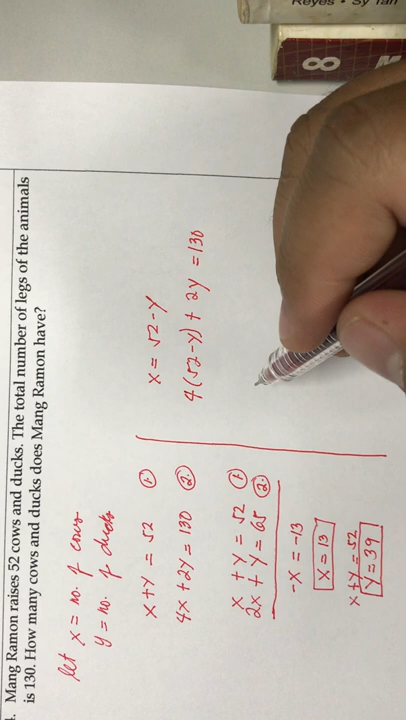 Reyes • Sy Tan
8
M
Mang Ramon raises 52 cows and ducks. The total number of legs of the animals
is 130. How many cows and ducks does Mang Ramon have?
let x = no. of cows
y = no. of ducks
x+y = 52 ①
4x + 2y = 130 ②
x + y = 52 ①
2x + y = 65 ②
-x = -13
x = 13
x + y = 52
y = 39
x = 52-y
4(52-y) + 2y = 130